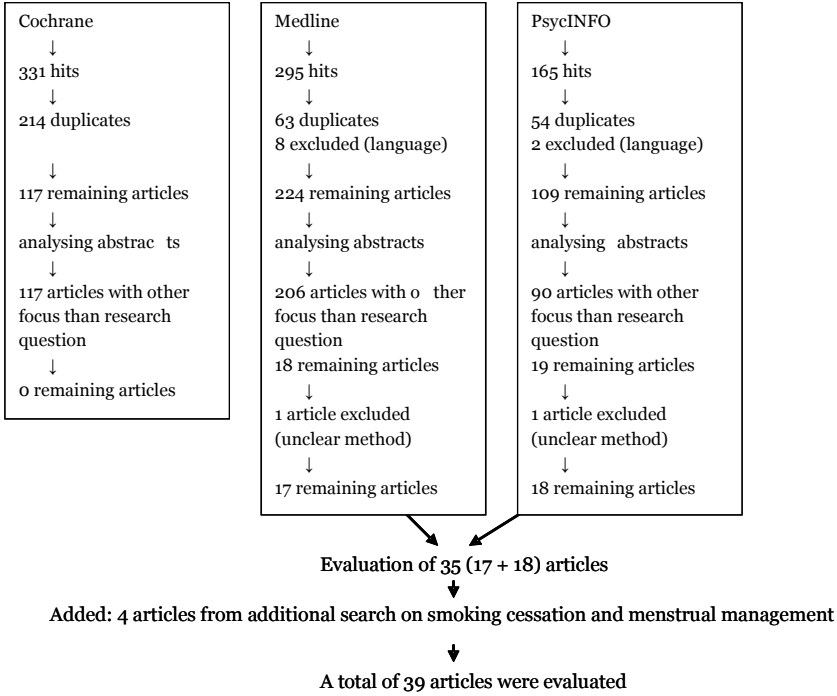 Cochrane
↓
331 hits
↓
214 duplicates
↓
117 remaining articles
↓
analysing abstrac ts
↓
117 articles with other
focus than research
question
↓
0 remaining articles
Medline
↓
295 hits
↓
63 duplicates
8 excluded (language)
↓
224 remaining articles
↓
analysing abstracts
↓
206 articles with o ther
focus than research
question
18 remaining articles
↓
1 article excluded
(unclear method)
↓
17 remaining articles
PsycINFO
↓
165 hits
↓
54 duplicates
2 excluded (language)
↓
109 remaining articles
↓
analysing abstracts
↓
90 articles with other
focus than research
question
19 remaining articles
↓
1 article excluded
(unclear method)
↓
18 remaining articles
Evaluation of 35 (17 + 18) articles
Added: 4 articles from additional search on smoking cessation and menstrual management
A total of 39 articles were evaluated